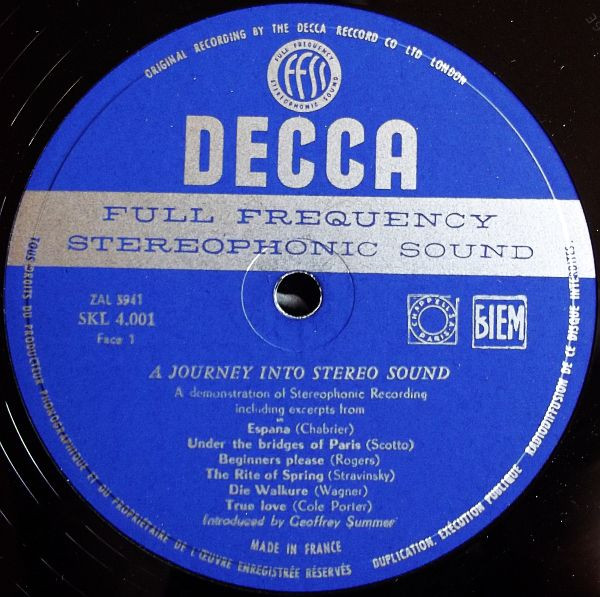 ORIGINAL RECORDING BY THE DECCA RECCORD CO LTD LONDON
FULL FREQUENCY
ffss
STEREOPHONIC SOUND
DECCA
FULL FREQUENCY
STEREOPHONIC SOUND
ZAL 3941
SKL 4.001
Face 1
CHAPPELL S.A.
PARIS
BIEM
A JOURNEY INTO STEREO SOUND
A demonstration of Stereophonic Recording
including excerpts from
España (Chabrier)
Under the bridges of Paris (Scotto)
Beginners please (Rogers)
The Rite of Spring (Stravinsky)
Die Walkure (Wagner)
True love (Cole Porter)
Introduced by Geoffrey Summer
MADE IN FRANCE
TOUS DROITS DU PRODUCTEUR PHONOGRAPHIQUE ET DU PROPRIÉTAIRE DE L'ŒUVRE ENREGISTRÉE RÉSERVÉS
DUPLICATION, EXÉCUTION PUBLIQUE RADIODIFFUSION DE CE DISQUE INTERDITES.